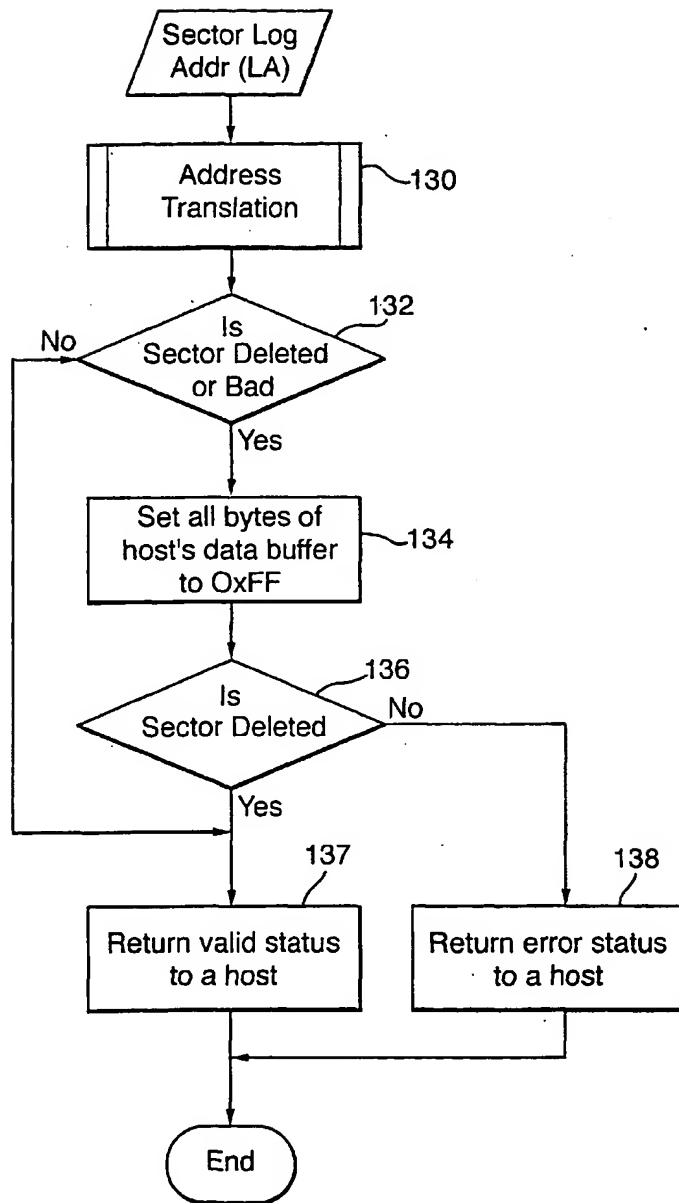 Sector Log
Addr (LA)
Address
Translation
130
132
Is
Sector Deleted
or Bad
No
Yes
Set all bytes of
host's data buffer
to OxFF
134
136
Is
Sector Deleted
No
Yes
137
138
Return valid status
to a host
Return error status
to a host
End